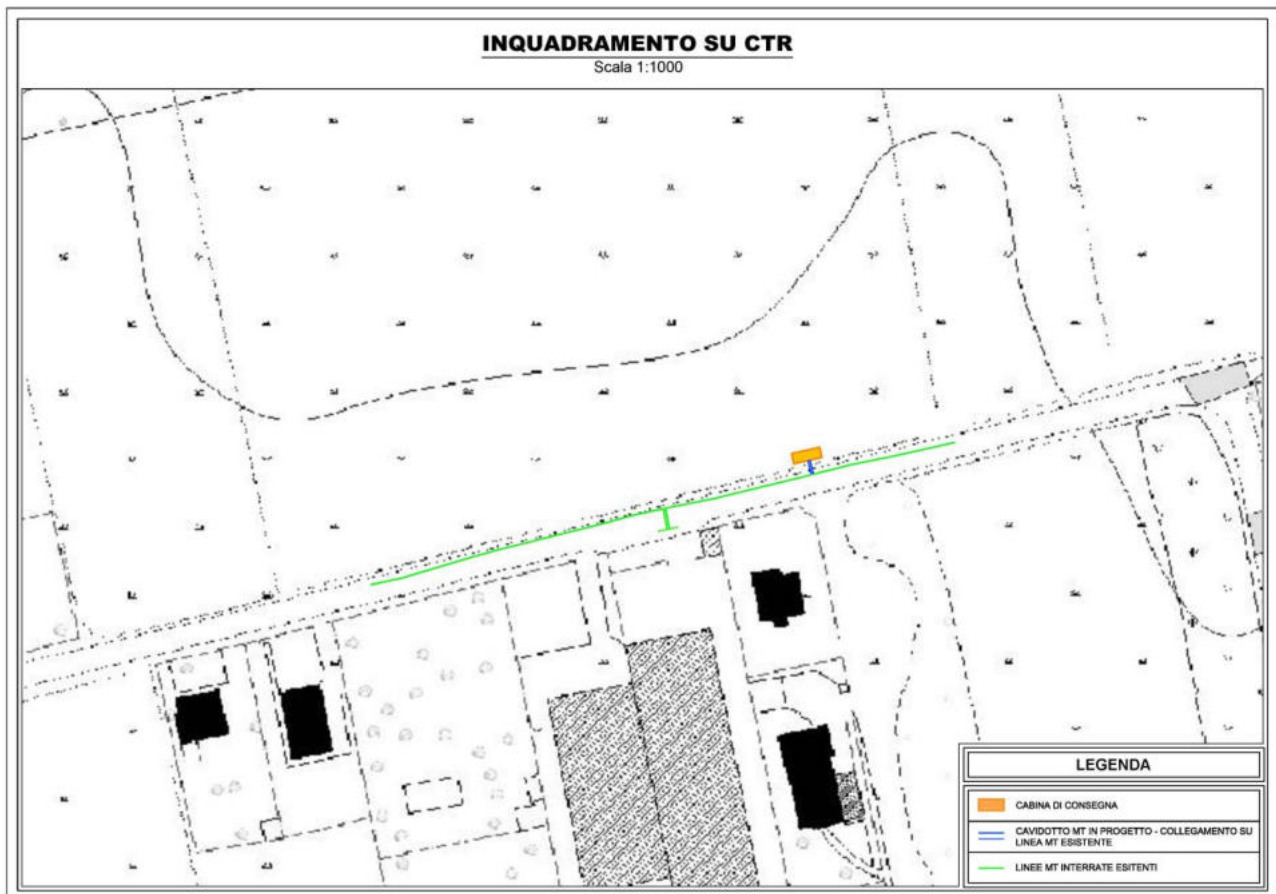 INQUADRAMENTO SU CTR
Scala 1:1000
LEGENDA
CABINA DI CONSEGNA
CAVIDOTTO MT IN PROGETTO - COLLEGAMENTO SU
LINEA MT ESISTENTE
LINEE MT INTERRATE ESITENTI